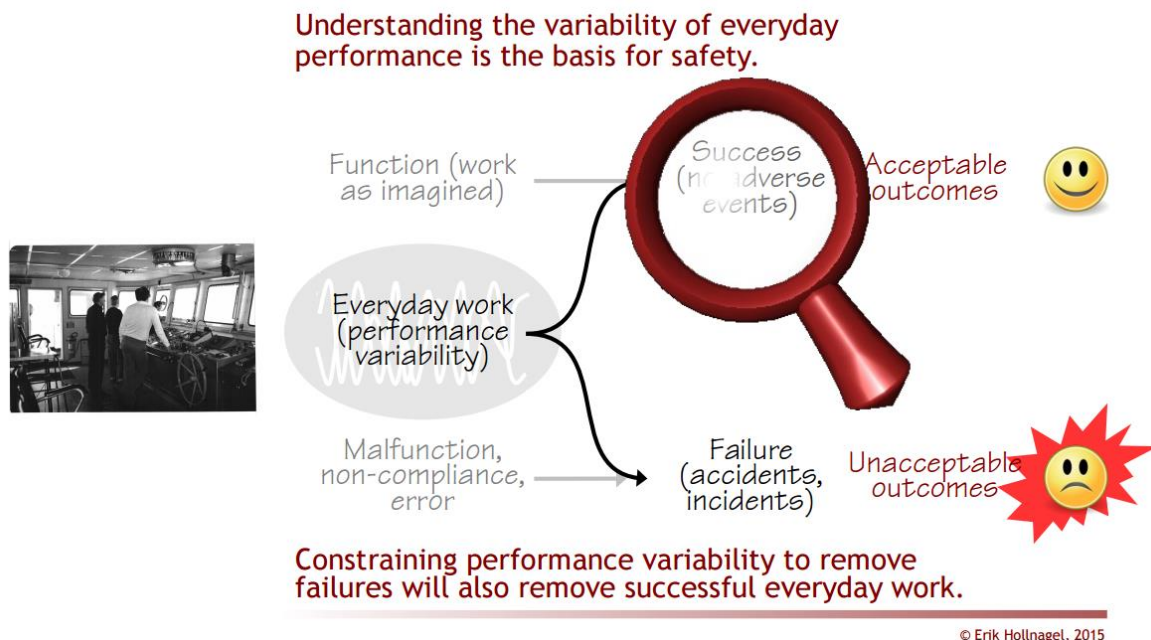 Understanding the variability of everyday
performance is the basis for safety.
Function (work
as imagined)
Success
(no adverse
events)
Acceptable
outcomes
Everyday work
(performance
variability)
Malfunction,
non-compliance,
error
Failure
(accidents,
incidents)
Unacceptable
outcomes
Constraining performance variability to remove
failures will also remove successful everyday work.
© Erik Hollnagel, 2015